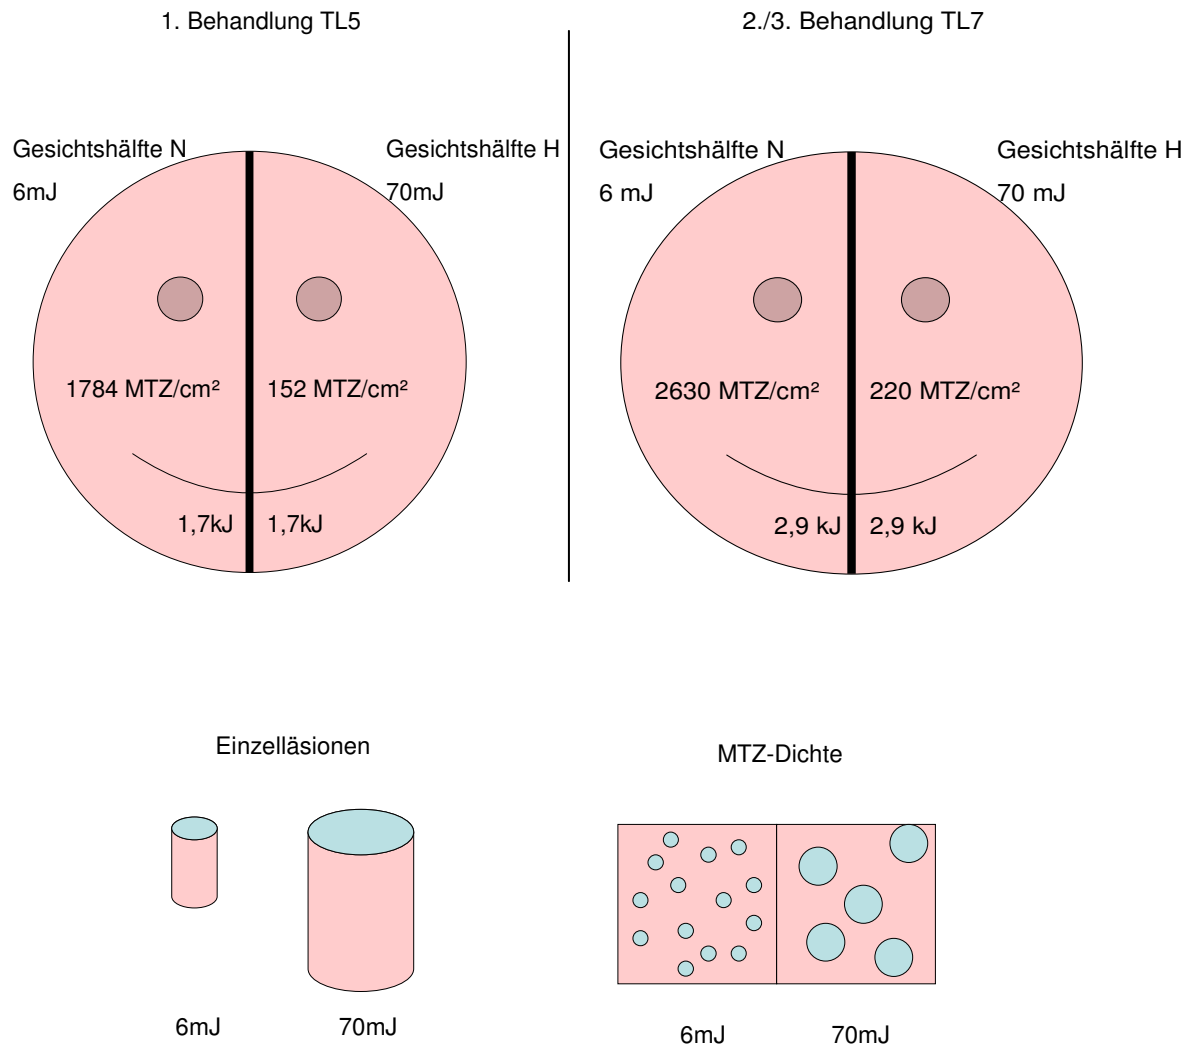 1. Behandlung TL5
2./3. Behandlung TL7
Gesichtshälfte N
6mJ
Gesichtshälfte H
70mJ
1784 MTZ/cm²
152 MTZ/cm²
1,7kJ
1,7kJ
Gesichtshälfte N
6 mJ
Gesichtshälfte H
70 mJ
2630 MTZ/cm²
220 MTZ/cm²
2,9 kJ
2,9 kJ
Einzelläsionen
6mJ
70mJ
MTZ-Dichte
6mJ
70mJ